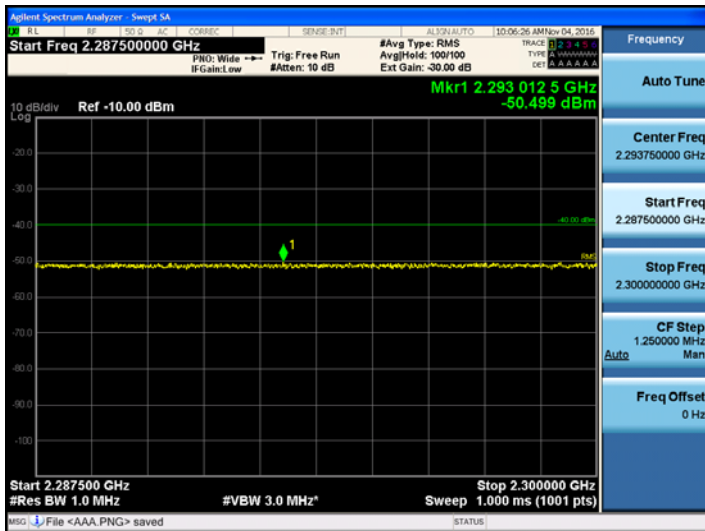 Agilent Spectrum Analyzer - Swept SA
RL RF 50 Ω AC CORREC SENSE:INT ALIGN AUTO 10:06:26 AM Nov 04, 2016
Start Freq 2.287500000 GHz
PNO: Wide
IFGain:Low
Trig: Free Run
#Atten: 10 dB
#Avg Type: RMS
Avg|Hold: 100/100
Ext Gain: -30.00 dB
TRACE 1 2 3 4 5 6
TYPE A WWWWW
DET A A A A A A
Mkr1 2.293 012 5 GHz
-50.499 dBm
10 dB/div
Log
Ref -10.00 dBm
-20.0
-30.0
-40.0
-40.00 dBm
1
-50.0
RMS
-60.0
-70.0
-80.0
-90.0
-100
Start 2.287500 GHz
Stop 2.300000 GHz
#Res BW 1.0 MHz
#VBW 3.0 MHz*
Sweep 1.000 ms (1001 pts)
MSG File <AAA.PNG> saved
STATUS
Frequency
Auto Tune
Center Freq
2.293750000 GHz
Start Freq
2.287500000 GHz
Stop Freq
2.300000000 GHz
CF Step
1.250000 MHz
Auto Man
Freq Offset
0 Hz